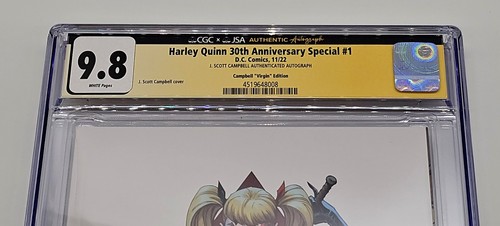 CGC × JSA AUTHENTIC Autograph
Harley Quinn 30th Anniversary Special #1
D.C. Comics, 11/22
J. SCOTT CAMPBELL AUTHENTICATED AUTOGRAPH
9.8
WHITE Pages
J. Scott Campbell cover
Campbell "Virgin" Edition
4519648008